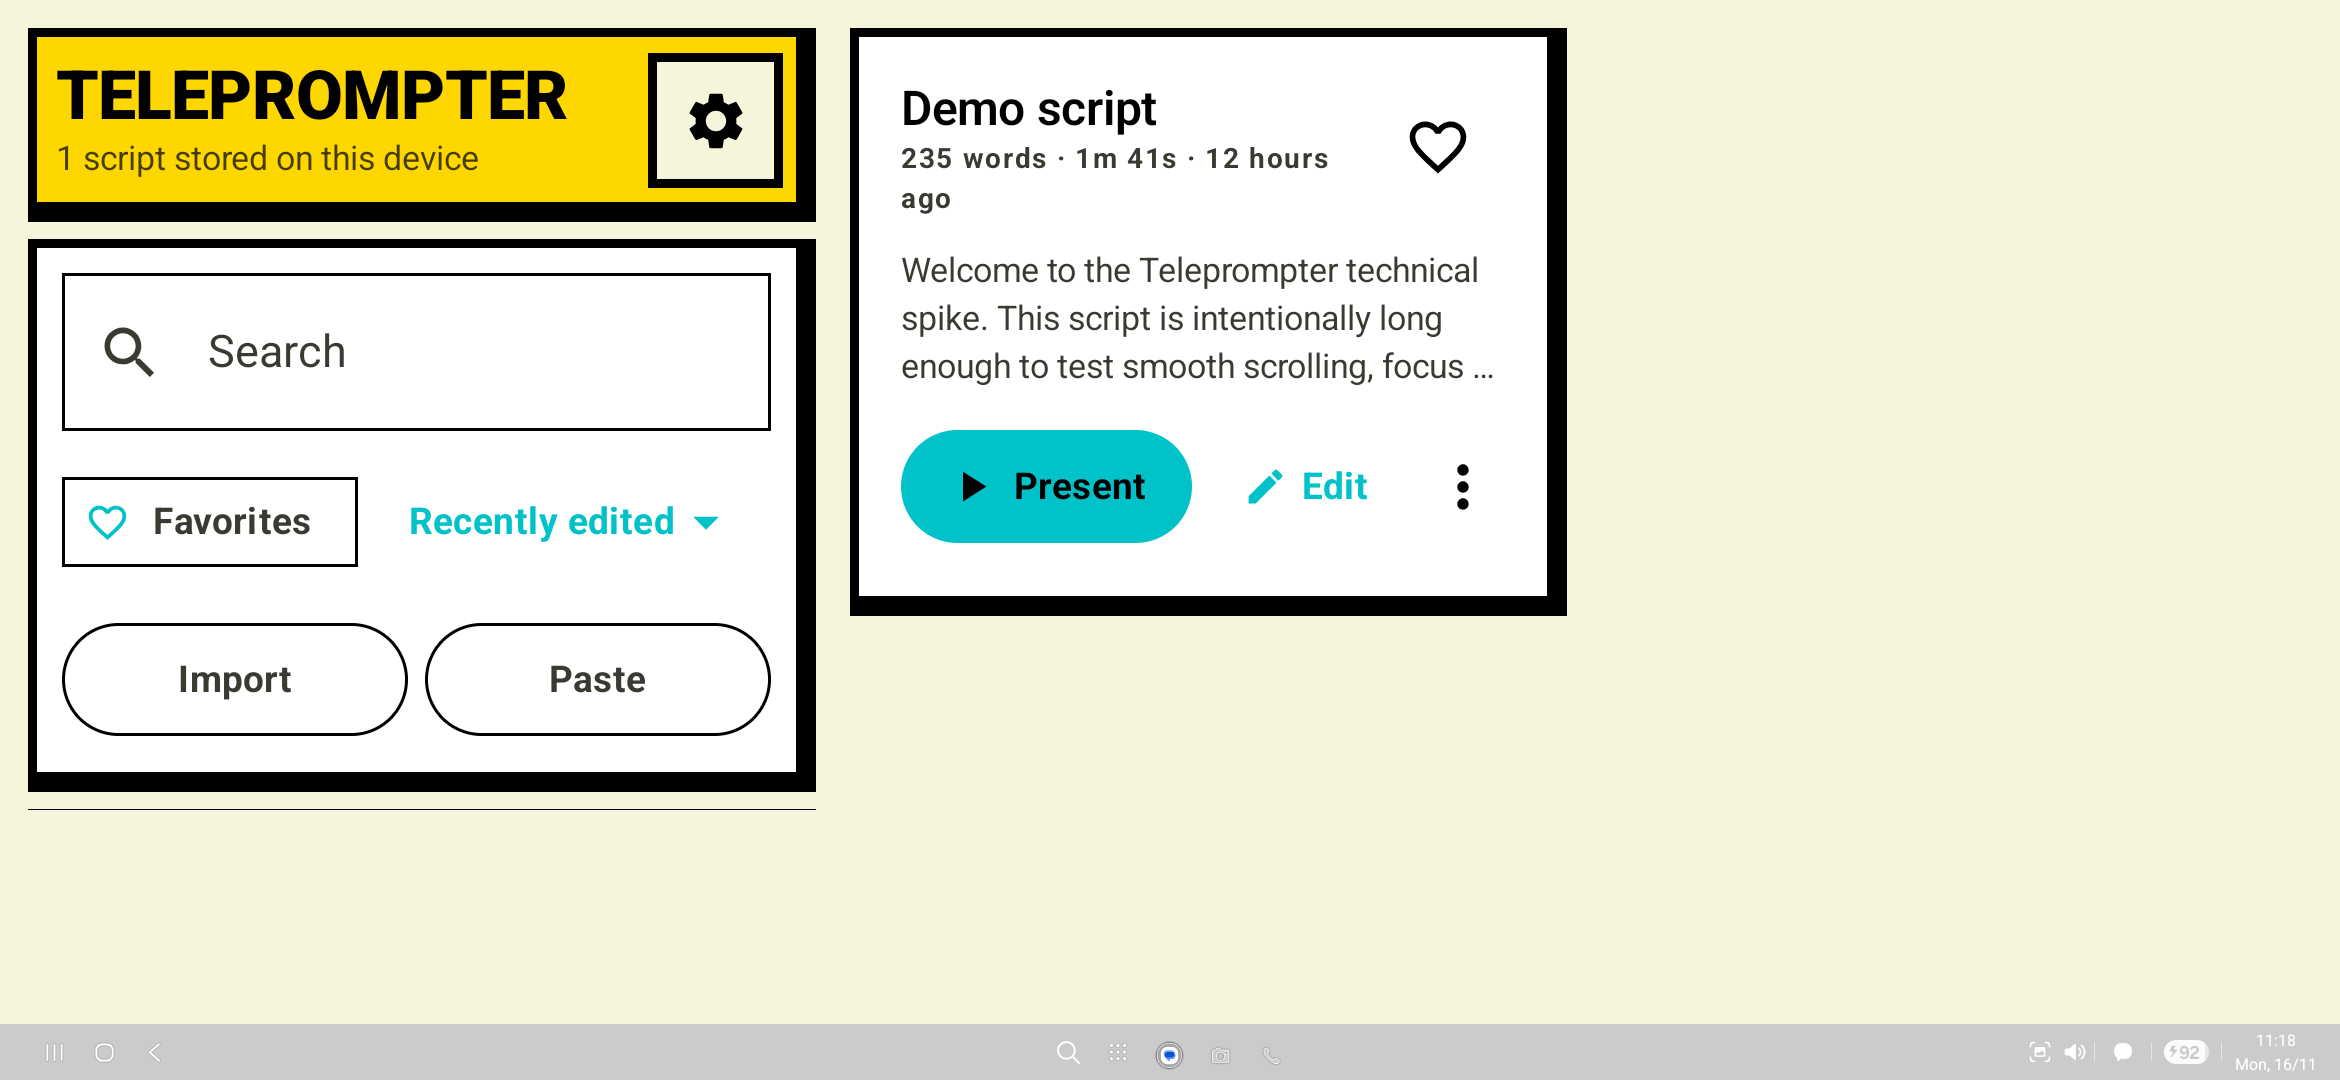 TELEPROMPTER
1 script stored on this device
Search
Favorites
Recently edited
Import
Paste
Demo script
235 words · 1m 41s · 12 hours
ago
Welcome to the Teleprompter technical
spike. This script is intentionally long
enough to test smooth scrolling, focus ...
Present
Edit
92
11:18
Mon, 16/11